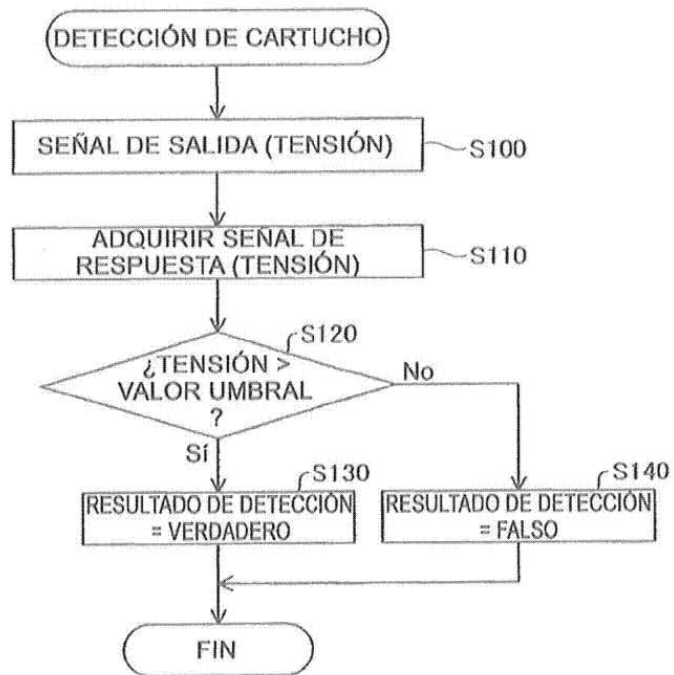 DETECCIÓN DE CARTUCHO
SEÑAL DE SALIDA (TENSIÓN)
S100
ADQUIRIR SEÑAL DE
RESPUESTA (TENSIÓN)
S110
S120
¿TENSIÓN >
VALOR UMBRAL
?
No
Sí
S130
RESULTADO DE DETECCIÓN
= VERDADERO
S140
RESULTADO DE DETECCIÓN
= FALSO
FIN